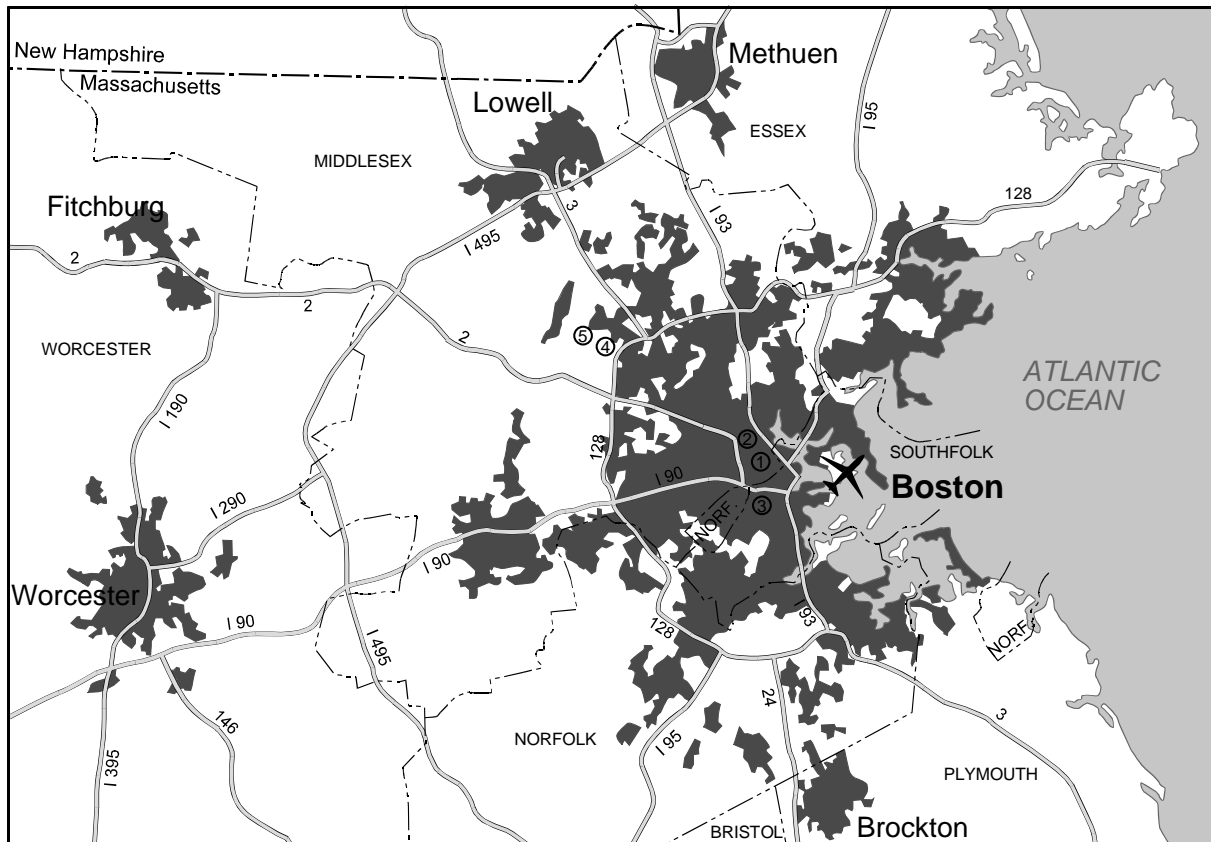 New Hampshire
Massachusetts
Methuen
Lowell
I 95
ESSEX
MIDDLESEX
128
Fitchburg
3
I 93
I 495
2
2
2
⑤
④
WORCESTER
ATLANTIC
OCEAN
I 190
128
②
①
SOUTHFOLK
I 90
Boston
I 290
③
NORF.
I 90
Worcester
I 90
128
I 93
NORF.
I 495
24
3
146
NORFOLK
I 95
I 395
PLYMOUTH
BRISTOL
Brockton